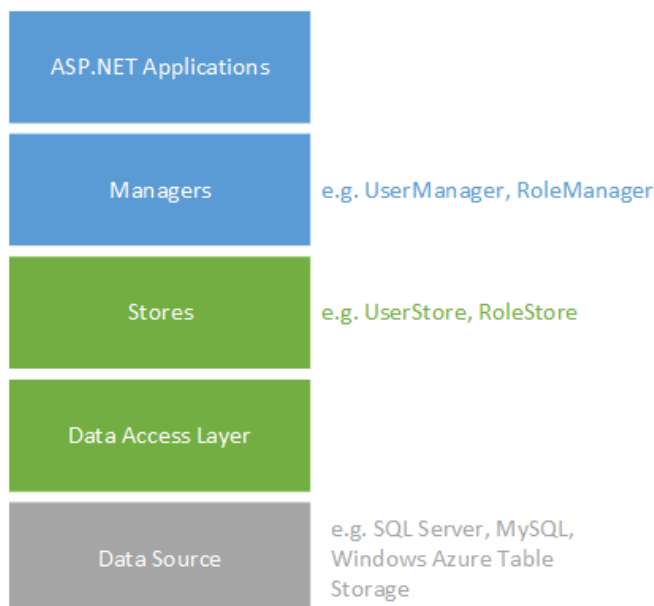 ASP.NET Applications
Managers
e.g. UserManager, RoleManager
Stores
e.g. UserStore, RoleStore
Data Access Layer
Data Source
e.g. SQL Server, MySQL,
Windows Azure Table
Storage